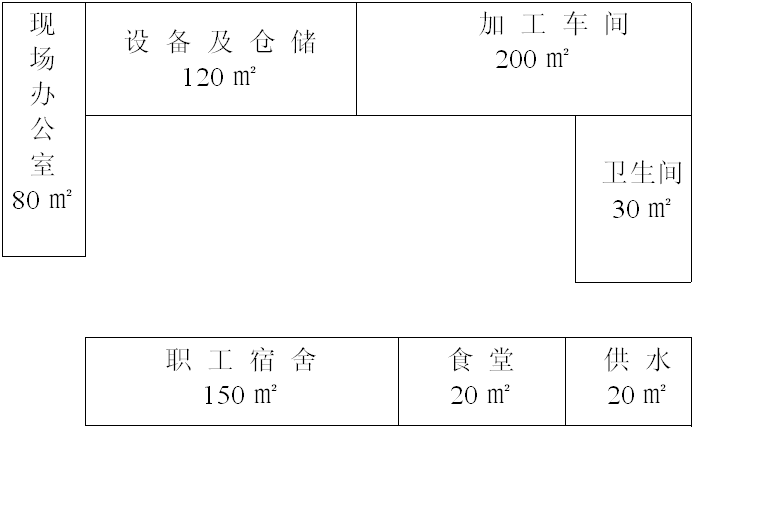 现场办公室
80 ㎡
设 备 及 仓 储
120 ㎡
加 工 车 间
200 ㎡
卫生间
30 ㎡
职 工 宿 舍
150 ㎡
食 堂
20 ㎡
供 水
20 ㎡